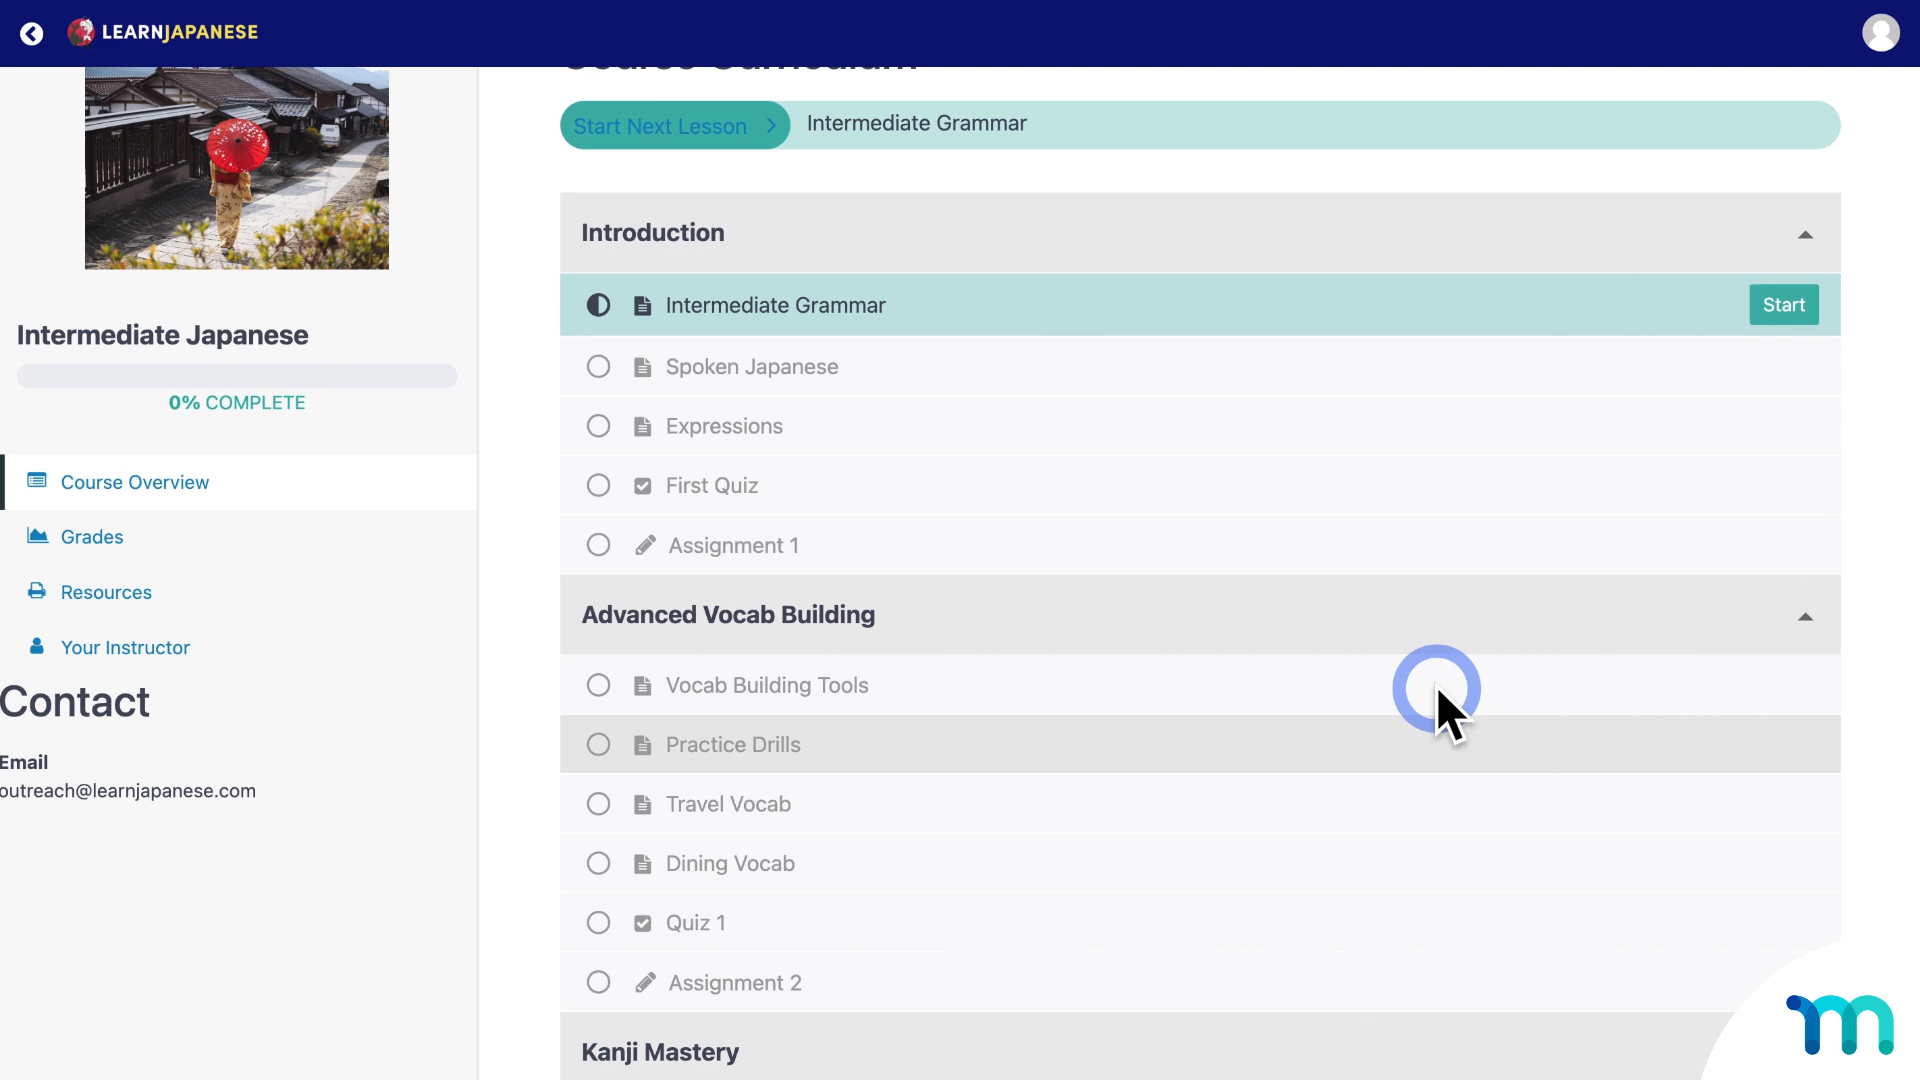 LEARNJAPANESE
Course Curriculum
Start Next Lesson
Intermediate Grammar
Introduction
Intermediate Grammar
Start
Spoken Japanese
Expressions
First Quiz
Assignment 1
Advanced Vocab Building
Vocab Building Tools
Practice Drills
Travel Vocab
Dining Vocab
Quiz 1
Assignment 2
Kanji Mastery
Intermediate Japanese
0% COMPLETE
Course Overview
Grades
Resources
Your Instructor
Contact
Email
outreach@learnjapanese.com
m